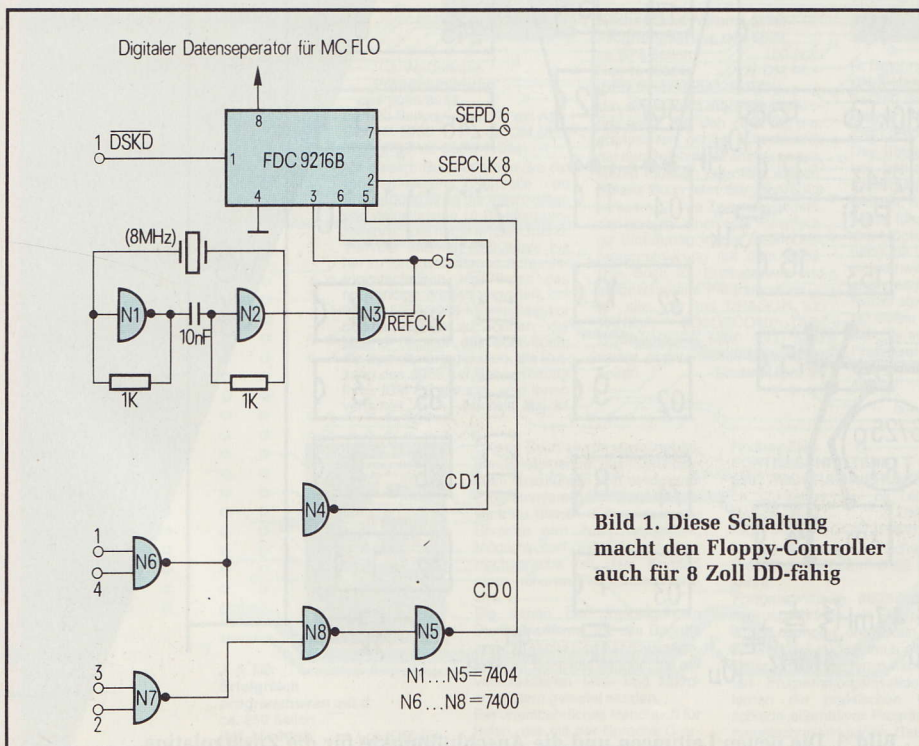 Digitaler Datenseperator für MC FLO
8
1 DSKD
1
FDC 9216B
7
SEPD 6
2
SEPCLK 8
4
3
6
5
(8MHz)
5
N1
10nF
N2
N3
REFCLK
1K
1K
CD1
N4
1
4
N6
CD0
N8
N5
3
2
N7
N1...N5=7404
N6...N8=7400
Bild 1. Diese Schaltung
macht den Floppy-Controller
auch für 8 Zoll DD-fähig